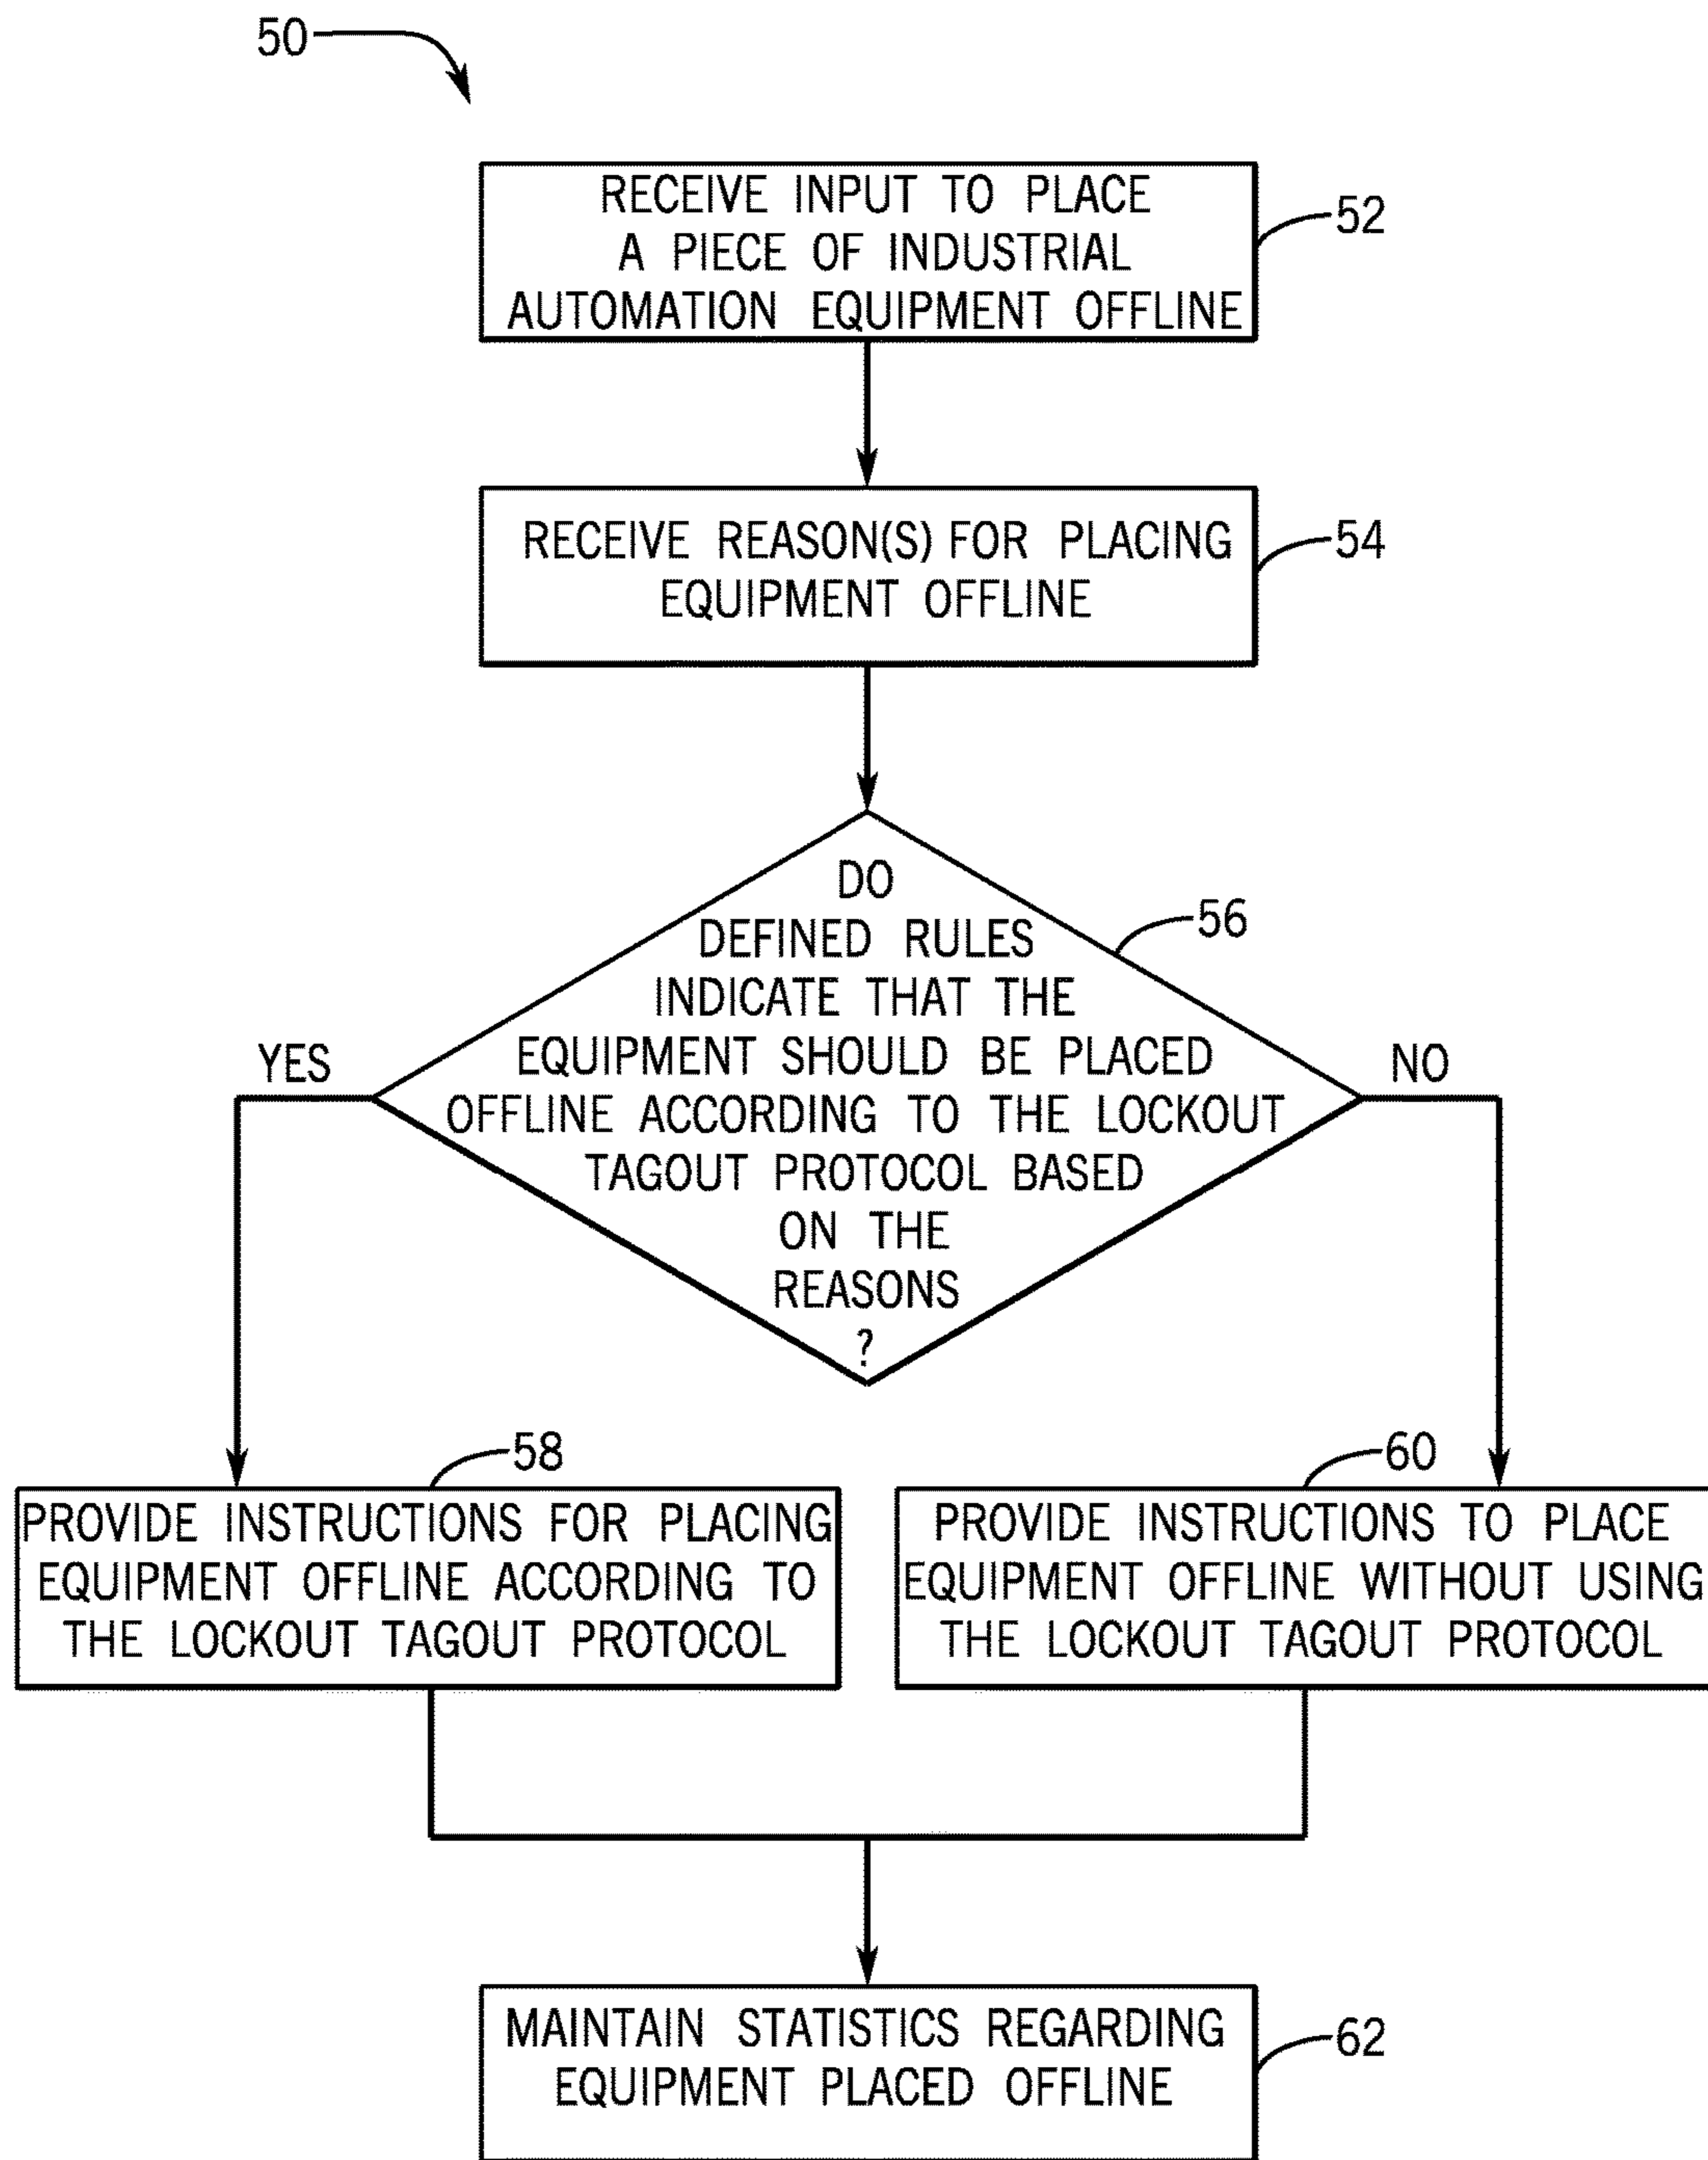 50
RECEIVE INPUT TO PLACE
A PIECE OF INDUSTRIAL
AUTOMATION EQUIPMENT OFFLINE
52
RECEIVE REASON(S) FOR PLACING
EQUIPMENT OFFLINE
54
DO
DEFINED RULES
INDICATE THAT THE
EQUIPMENT SHOULD BE PLACED
OFFLINE ACCORDING TO THE LOCKOUT
TAGOUT PROTOCOL BASED
ON THE
REASONS
?
56
YES
NO
58
PROVIDE INSTRUCTIONS FOR PLACING
EQUIPMENT OFFLINE ACCORDING TO
THE LOCKOUT TAGOUT PROTOCOL
60
PROVIDE INSTRUCTIONS TO PLACE
EQUIPMENT OFFLINE WITHOUT USING
THE LOCKOUT TAGOUT PROTOCOL
MAINTAIN STATISTICS REGARDING
EQUIPMENT PLACED OFFLINE
62